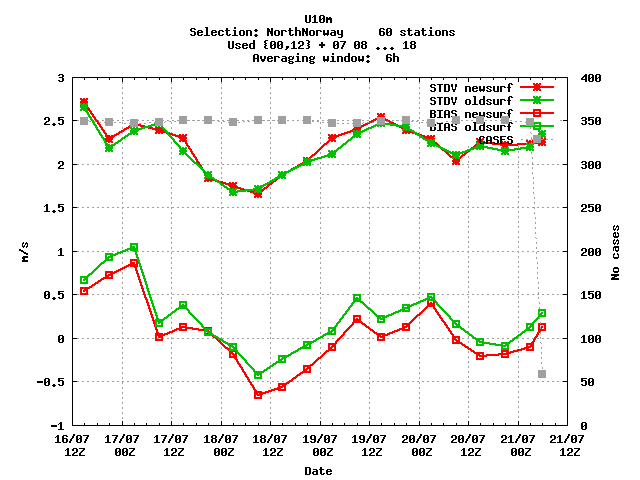 U10m
Selection: NorthNorway     60 stations
Used {00,12} + 07 08 ... 18
Averaging window:  6h
3
2.5
2
1.5
1
0.5
0
-0.5
-1
m/s
400
350
300
250
200
150
100
50
0
No cases
STDV newsurf
STDV oldsurf
BIAS newsurf
BIAS oldsurf
CASES
16/07 17/07 17/07 18/07 18/07 19/07 19/07 20/07 20/07 21/07 21/07
12Z 00Z 12Z 00Z 12Z 00Z 12Z 00Z 12Z 00Z 12Z
Date